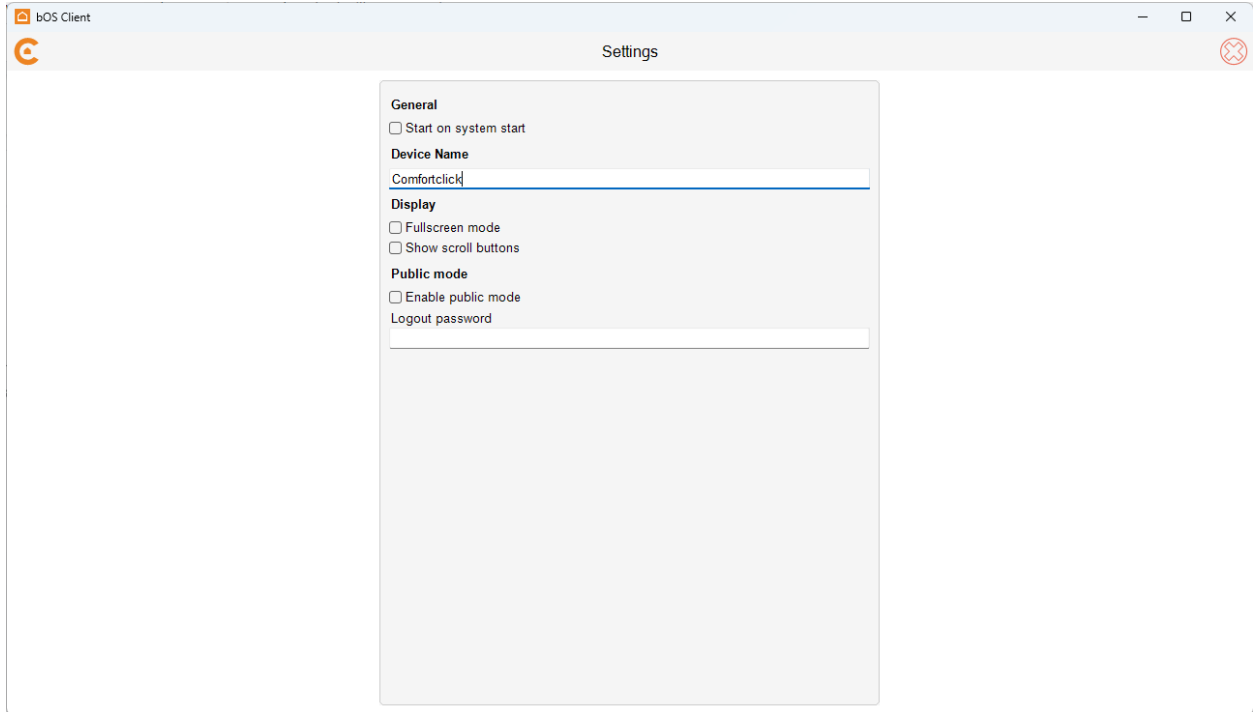 bOS Client
Settings
General
Start on system start
Device Name
Comfortclick
Display
Fullscreen mode
Show scroll buttons
Public mode
Enable public mode
Logout password